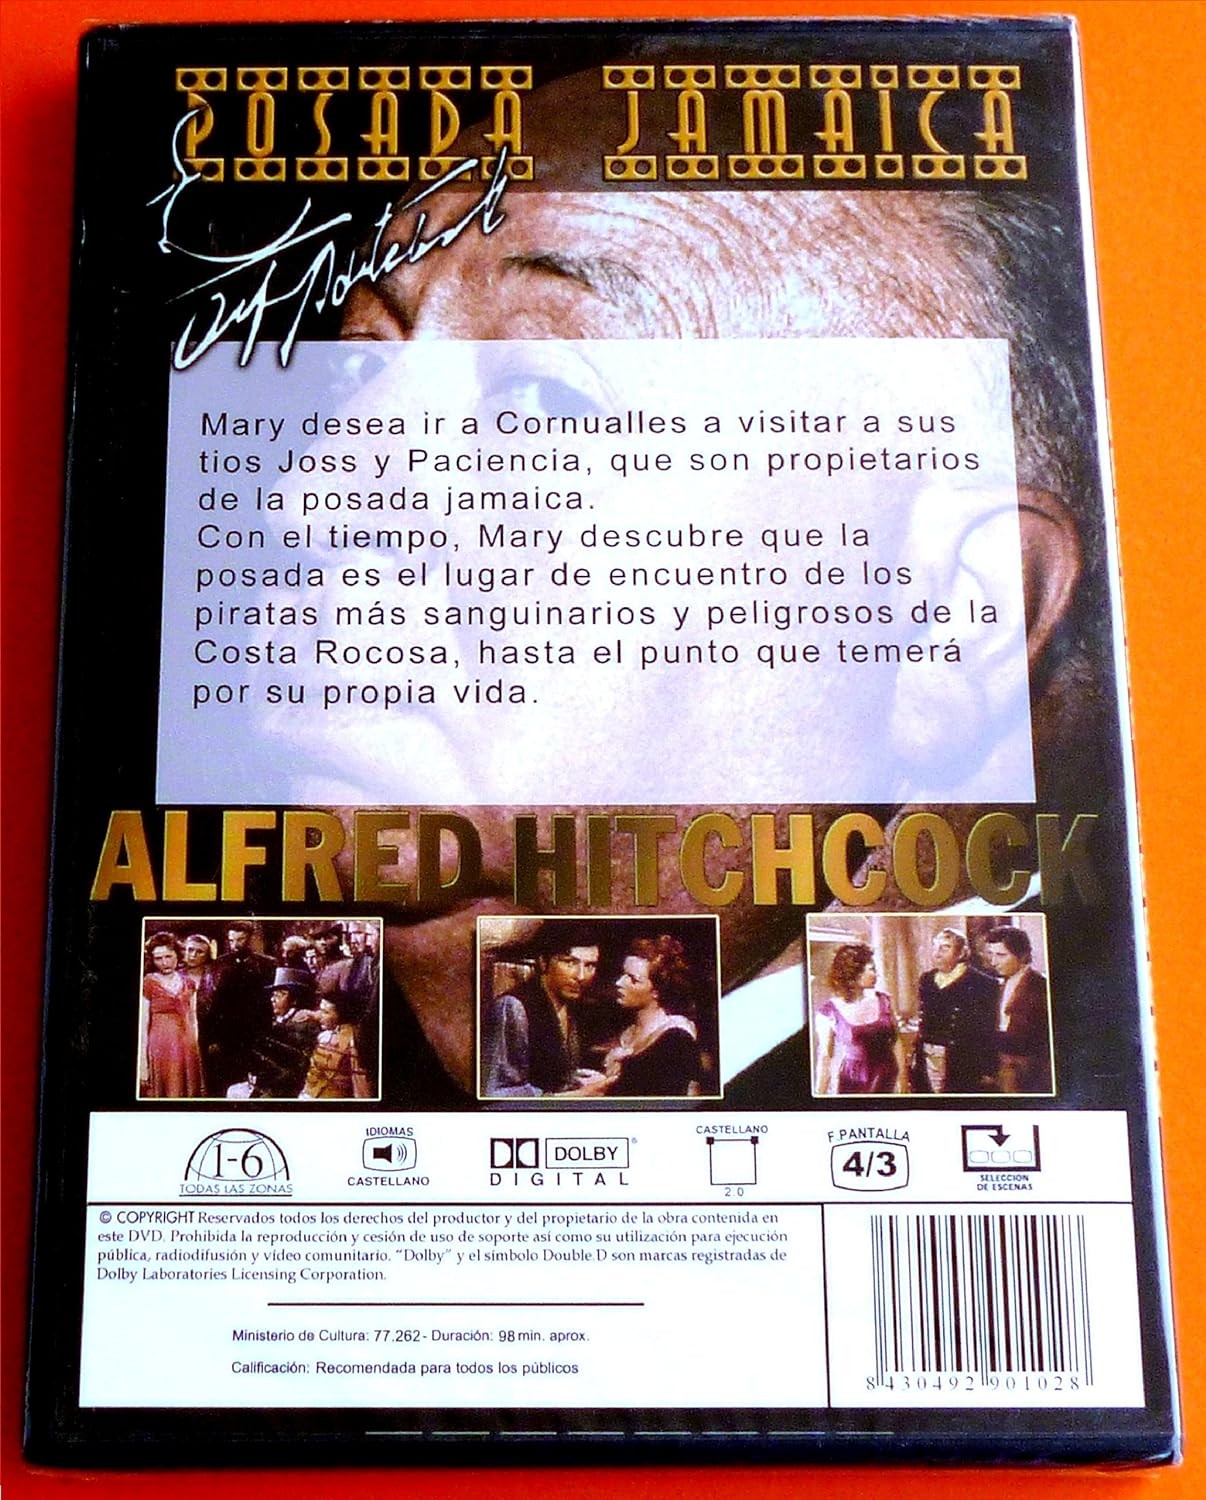 POSADA JAMAICA
Mary desea ir a Cornualles a visitar a sus
tios Joss y Paciencia, que son propietarios
de la posada jamaica.
Con el tiempo, Mary descubre que la
posada es el lugar de encuentro de los
piratas más sanguinarios y peligrosos de la
Costa Rocosa, hasta el punto que temerá
por su propia vida.
ALFRED HITCHCOCK
1-6
TODAS LAS ZONAS
IDIOMAS
CASTELLANO
DOLBY
DIGITAL
CASTELLANO
2.0
F.PANTALLA
4/3
SELECCION
DE ESCENAS
© COPYRIGHT Reservados todos los derechos del productor y del propietario de la obra contenida en
este DVD. Prohibida la reproducción y cesión de uso de soporte así como su utilización para ejecución
pública, radiodifusión y vídeo comunitario. "Dolby" y el símbolo Double.D son marcas registradas de
Dolby Laboratories Licensing Corporation.
Ministerio de Cultura: 77.262- Duración: 98 min. aprox.
Calificación: Recomendada para todos los públicos
8 430492 901028